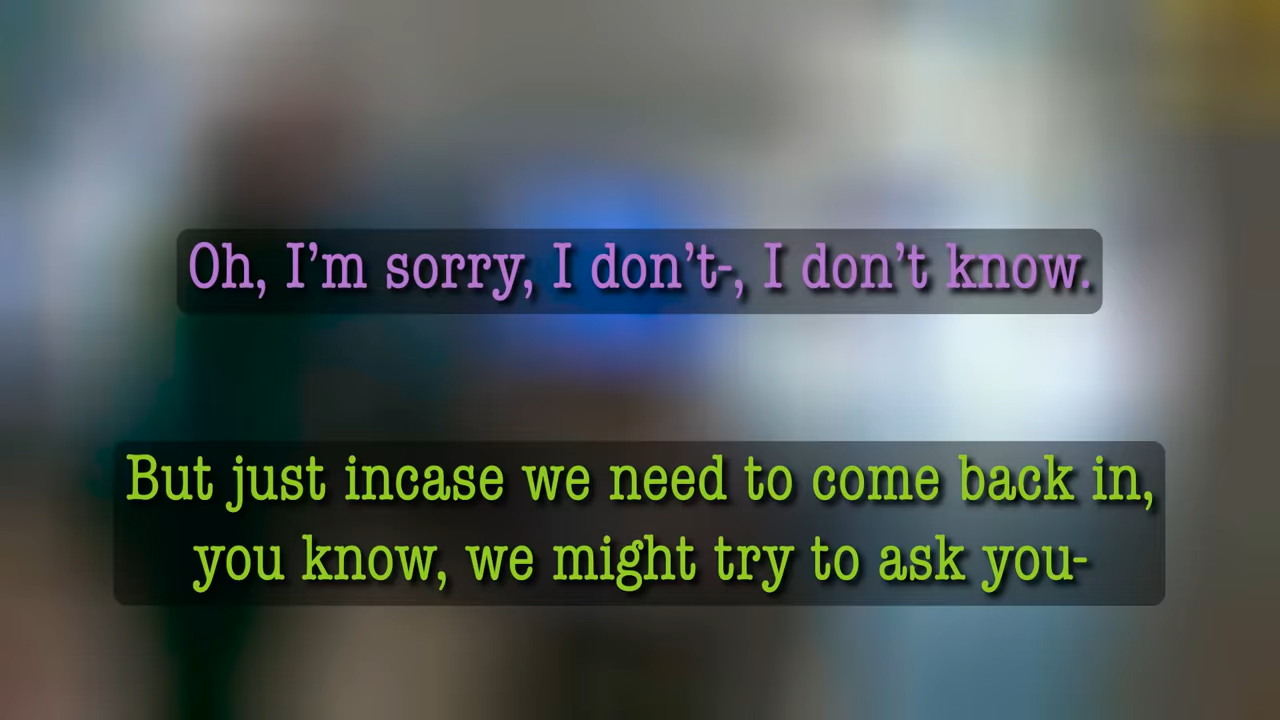 Oh, I’m sorry, I don’t-, I don’t know.
But just incase we need to come back in,
you know, we might try to ask you-